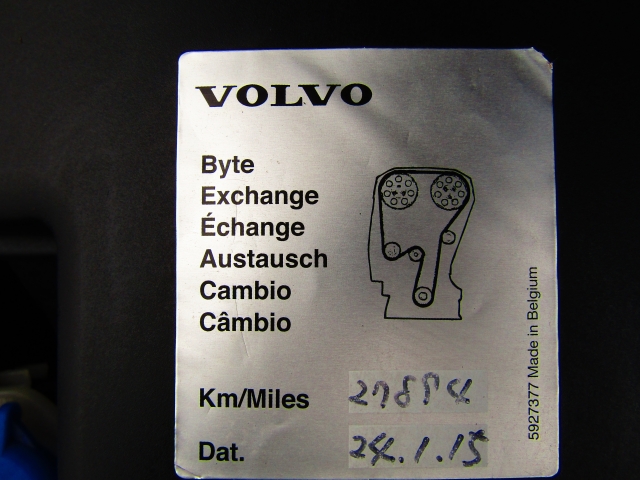 VOLVO
Byte
Exchange
Échange
Austausch
Cambio
Câmbio
Km/Miles
Dat. 24.1.15
5927377 Made in Belgium